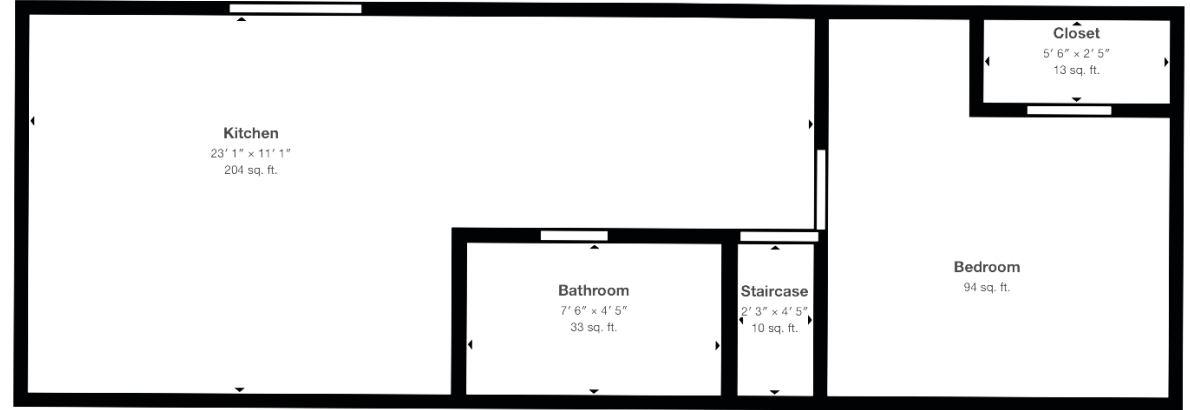 Closet
5' 6" × 2' 5"
13 sq. ft.
Kitchen
23' 1" × 11' 1"
204 sq. ft.
Bedroom
94 sq. ft.
Bathroom
7' 6" × 4' 5"
33 sq. ft.
Staircase
2' 3" × 4' 5"
10 sq. ft.